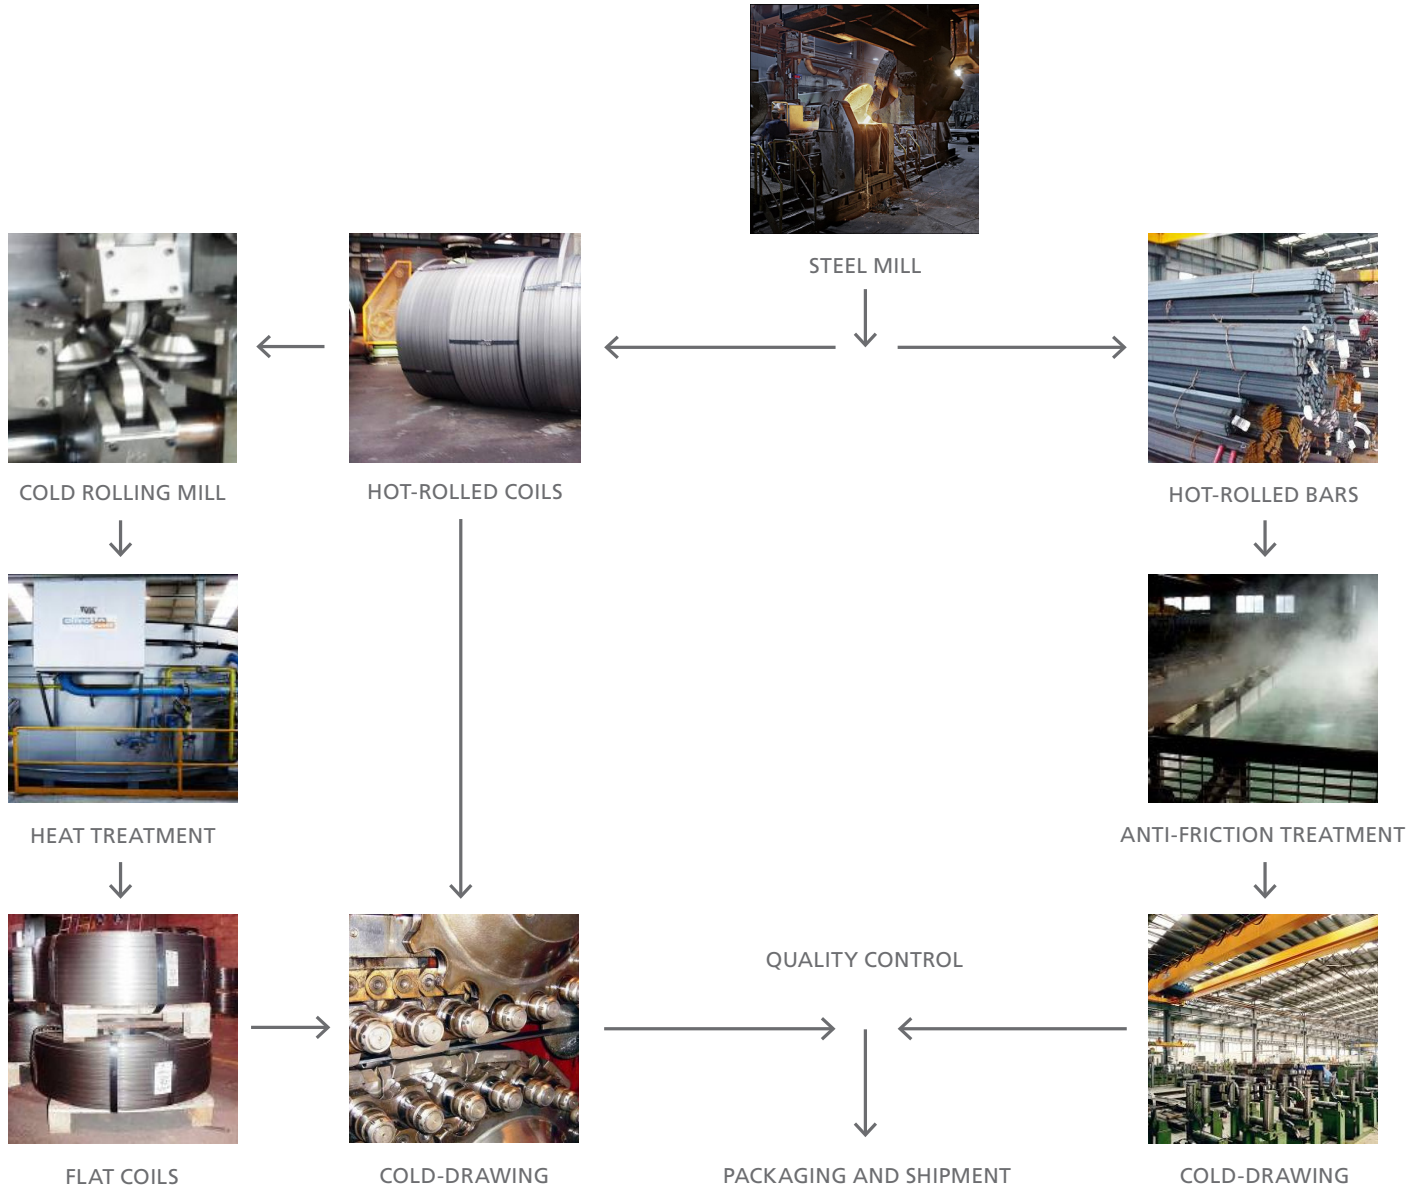 STEEL MILL
COLD ROLLING MILL
HOT-ROLLED COILS
HOT-ROLLED BARS
HEAT TREATMENT
ANTI-FRICTION TREATMENT
QUALITY CONTROL
FLAT COILS
COLD-DRAWING
PACKAGING AND SHIPMENT
COLD-DRAWING